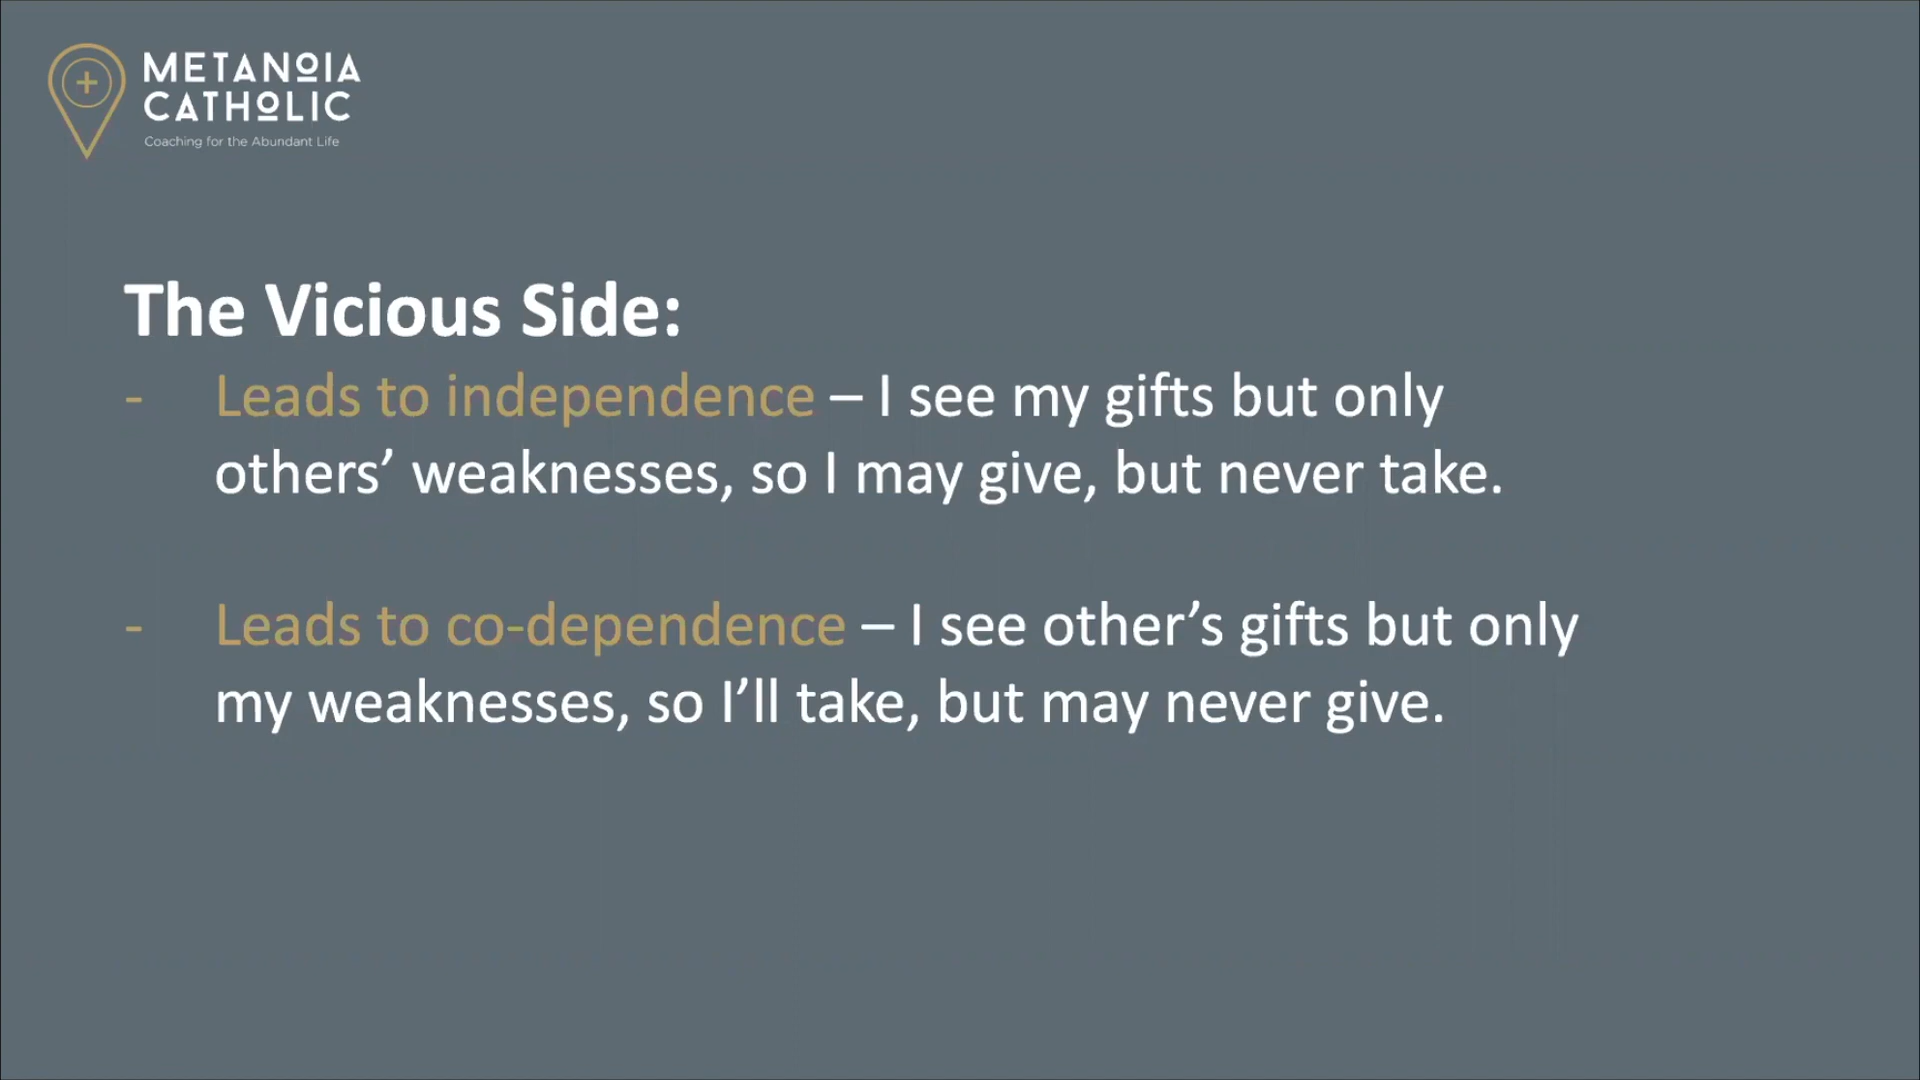 METANOIA
CATHOLIC
Coaching for the Abundant Life
The Vicious Side:
- Leads to independence – I see my gifts but only
others’ weaknesses, so I may give, but never take.
- Leads to co-dependence – I see other’s gifts but only
my weaknesses, so I’ll take, but may never give.